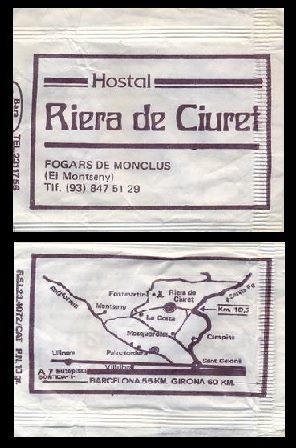 Hostal
Riera de Ciuret
FOGARS DE MONCLUS
(El Montseny)
Tlf. (93) 847 51 29
Fontmartina
Riera de
Ciuret
Montseny
La Costa
Km. 10,3
Mosqueroles
Campins
Palautordera
Llinars
Sant Celoni
Villalba
A 7 Autopista
BARCELONA 55 KM. GIRONA 60 KM.